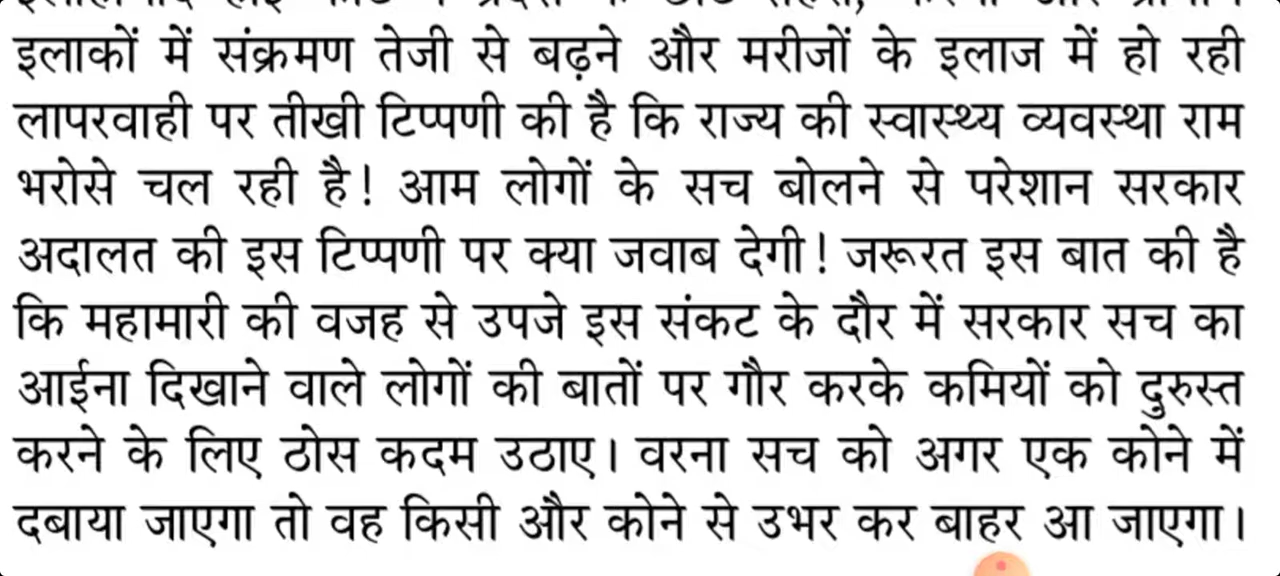 इलाकों में संक्रमण तेजी से बढ़ने और मरीजों के इलाज में हो रही
लापरवाही पर तीखी टिप्पणी की है कि राज्य की स्वास्थ्य व्यवस्था राम
भरोसे चल रही है! आम लोगों के सच बोलने से परेशान सरकार
अदालत की इस टिप्पणी पर क्या जवाब देगी! जरूरत इस बात की है
कि महामारी की वजह से उपजे इस संकट के दौर में सरकार सच का
आईना दिखाने वाले लोगों की बातों पर गौर करके कमियों को दुरुस्त
करने के लिए ठोस कदम उठाए। वरना सच को अगर एक कोने में
दबाया जाएगा तो वह किसी और कोने से उभर कर बाहर आ जाएगा।